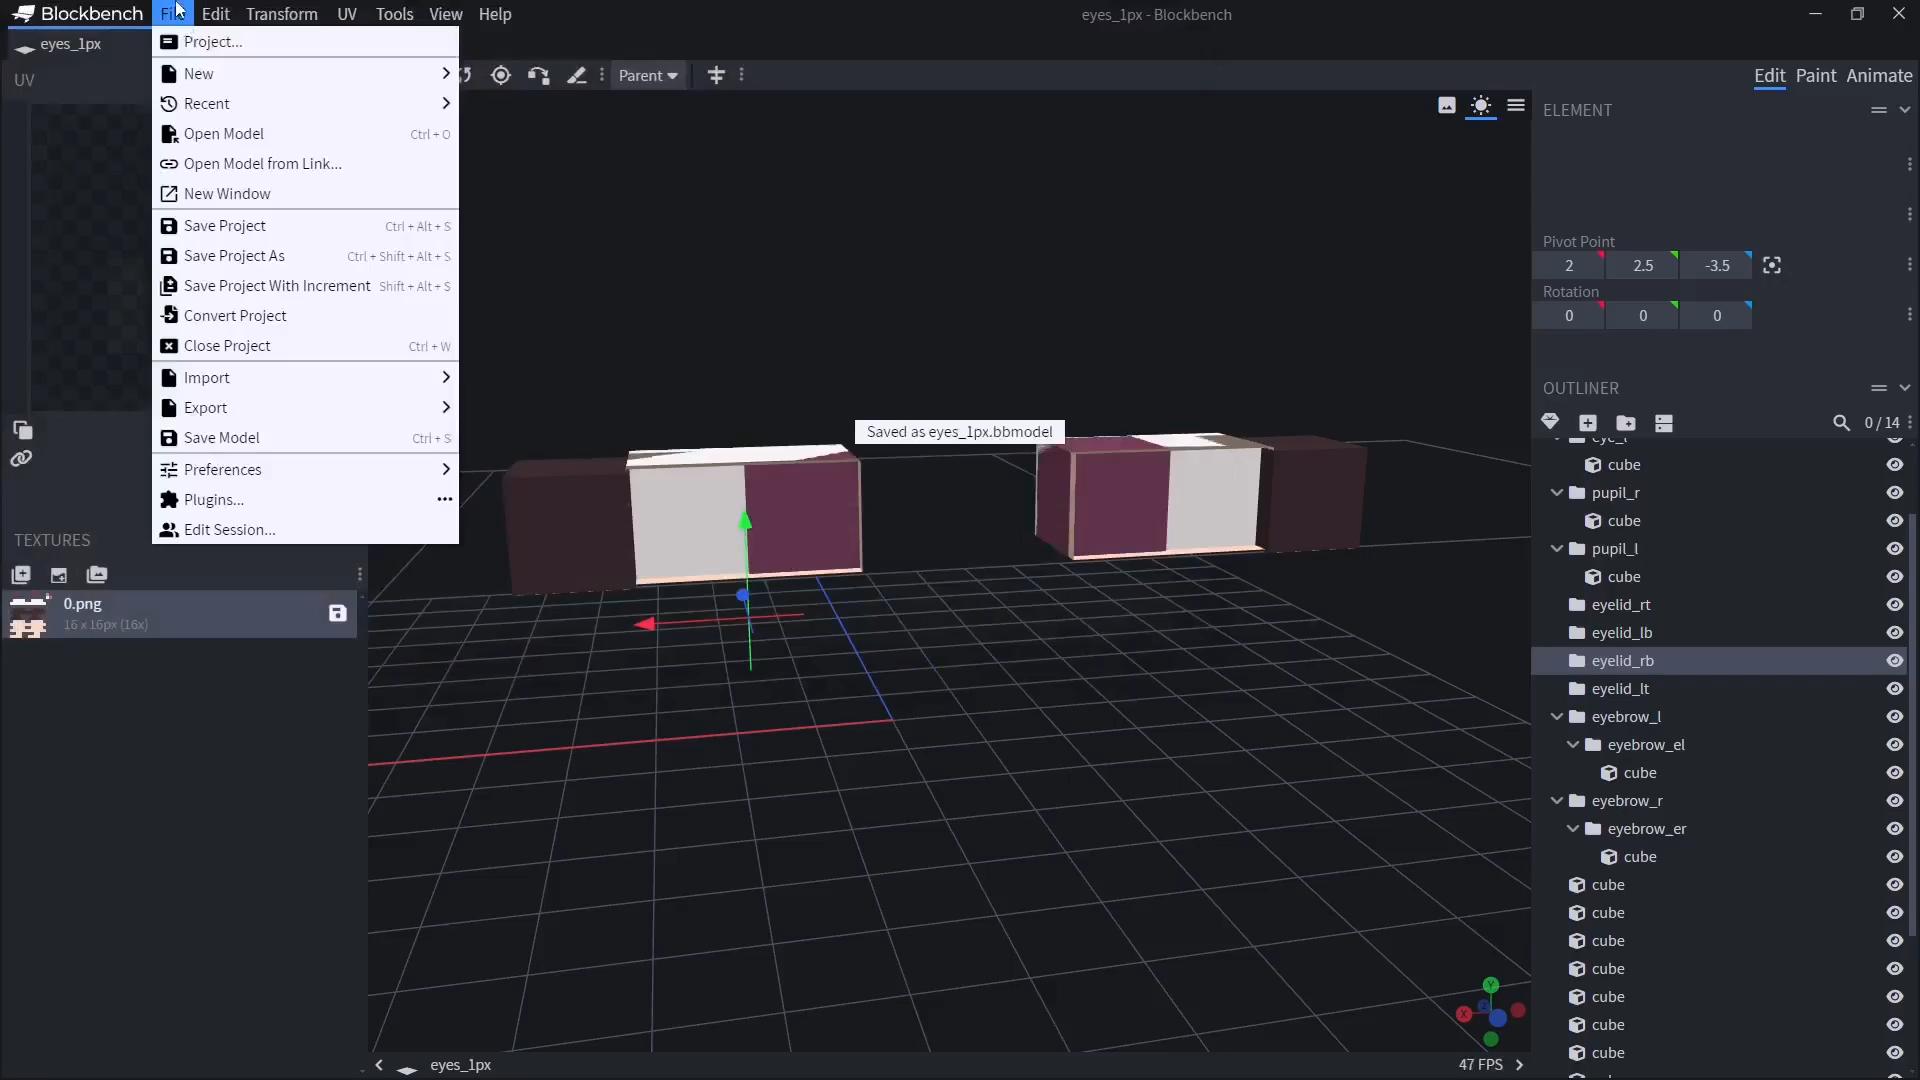 Blockbench
File Edit Transform UV Tools View Help
eyes_1px - Blockbench
eyes_1px
UV
Project...
New
Recent
Open Model Ctrl + O
Open Model from Link...
New Window
Save Project Ctrl + Alt + S
Save Project As Ctrl + Shift + Alt + S
Save Project With Increment Shift + Alt + S
Convert Project
Close Project Ctrl + W
Import
Export
Save Model Ctrl + S
Preferences
Plugins...
Edit Session...
Parent
Edit Paint Animate
TEXTURES
0.png
16 x 16px (16x)
Saved as eyes_1px.bbmodel
ELEMENT
Pivot Point
2 2.5 -3.5
Rotation
0 0 0
OUTLINER
0 / 14
eye_l
cube
pupil_r
cube
pupil_l
cube
eyelid_rt
eyelid_lb
eyelid_rb
eyelid_lt
eyebrow_l
eyebrow_el
cube
eyebrow_r
eyebrow_er
cube
cube
cube
cube
cube
cube
cube
cube
Y
X
eyes_1px
47 FPS